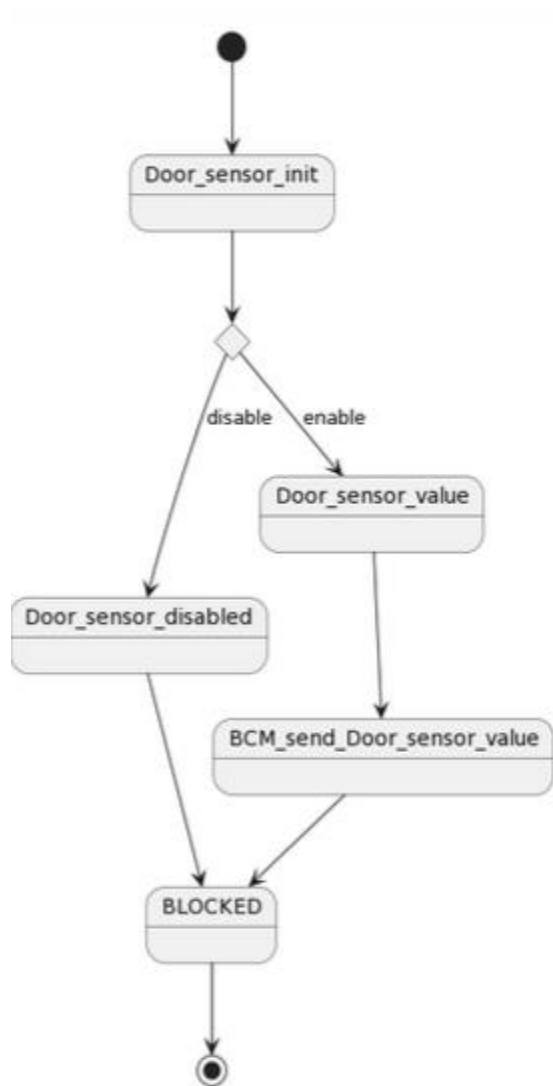 Door_sensor_init
disable
enable
Door_sensor_value
Door_sensor_disabled
BCM_send_Door_sensor_value
BLOCKED